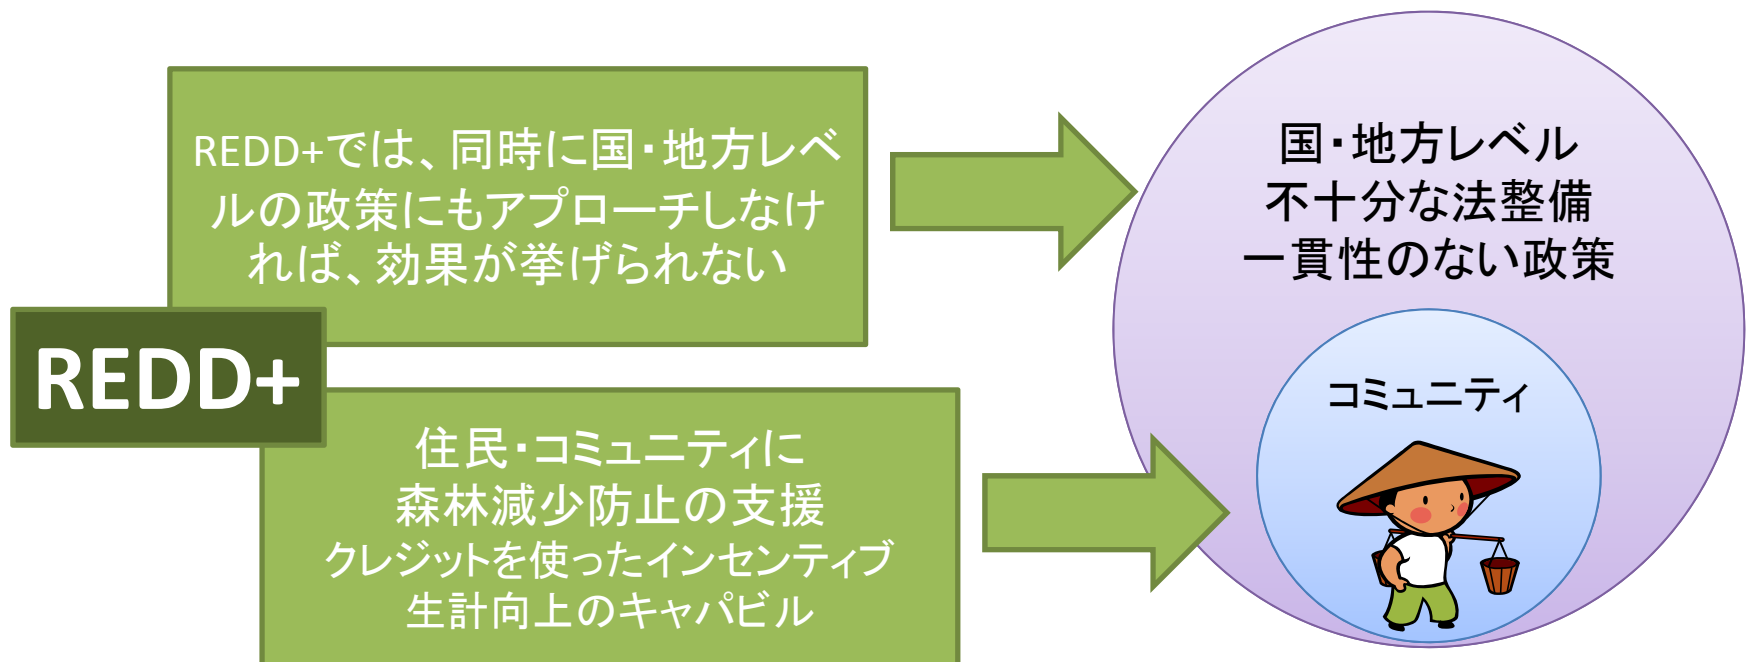 REDD+では、同時に国・地方レベ
ルの政策にもアプローチしなけ
れば、効果が挙げられない
REDD+
住民・コミュニティに
森林減少防止の支援
クレジットを使ったインセンティブ
生計向上のキャパビル
国・地方レベル
不十分な法整備
一貫性のない政策
コミュニティ